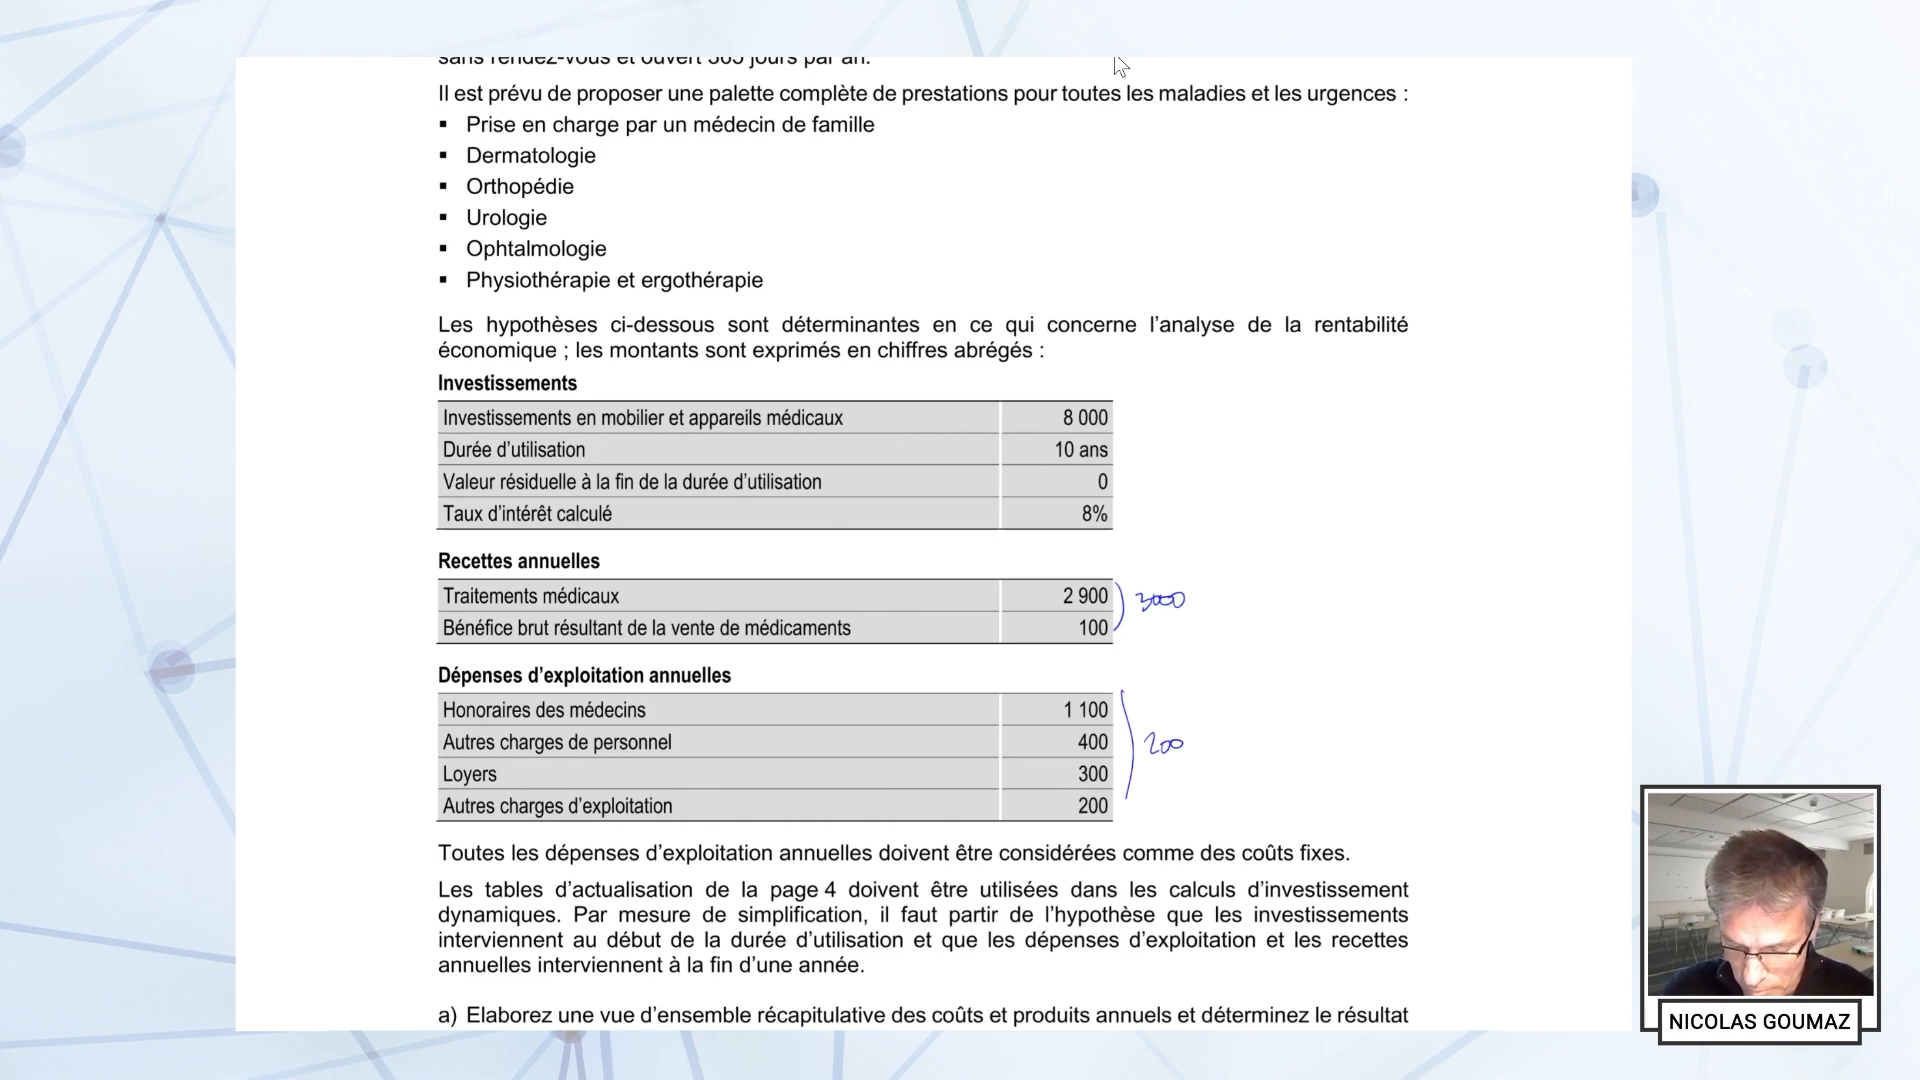 sans rendez-vous et ouvert 365 jours par an.
Il est prévu de proposer une palette complète de prestations pour toutes les maladies et les urgences :
▪ Prise en charge par un médecin de famille
▪ Dermatologie
▪ Orthopédie
▪ Urologie
▪ Ophtalmologie
▪ Physiothérapie et ergothérapie
Les hypothèses ci-dessous sont déterminantes en ce qui concerne l’analyse de la rentabilité
économique ; les montants sont exprimés en chiffres abrégés :
Investissements
Investissements en mobilier et appareils médicaux 8 000
Durée d’utilisation 10 ans
Valeur résiduelle à la fin de la durée d’utilisation 0
Taux d’intérêt calculé 8%
Recettes annuelles
Traitements médicaux 2 900
Bénéfice brut résultant de la vente de médicaments 100
3000
Dépenses d’exploitation annuelles
Honoraires des médecins 1 100
Autres charges de personnel 400
Loyers 300
Autres charges d’exploitation 200
200
Toutes les dépenses d’exploitation annuelles doivent être considérées comme des coûts fixes.
Les tables d’actualisation de la page 4 doivent être utilisées dans les calculs d’investissement
dynamiques. Par mesure de simplification, il faut partir de l’hypothèse que les investissements
interviennent au début de la durée d’utilisation et que les dépenses d’exploitation et les recettes
annuelles interviennent à la fin d’une année.
a) Elaborez une vue d’ensemble récapitulative des coûts et produits annuels et déterminez le résultat
NICOLAS GOUMAZ